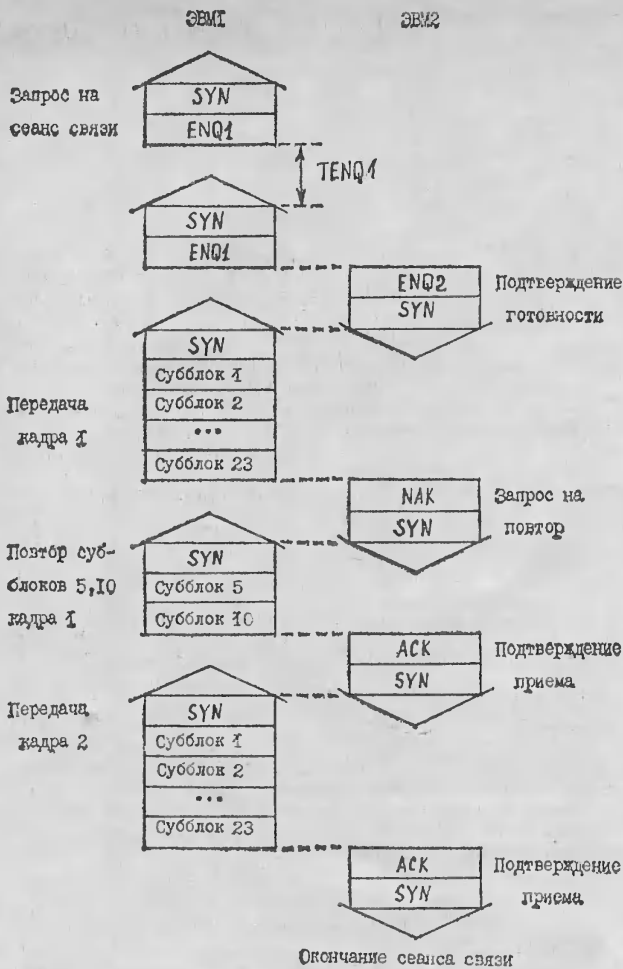 ЭВМ1 ЭВМ2
Запрос на
сеанс связи
SYN
ENQ1
TENQ1
SYN
ENQ1
ENQ2
SYN
Подтверждение
готовности
Передача
кадра 1
SYN
Субблок 1
Субблок 2
...
Субблок 23
NAK
SYN
Запрос на
повтор
Повтор суб-
блоков 5,10
кадра 1
SYN
Субблок 5
Субблок 10
ACK
SYN
Подтверждение
приема
Передача
кадра 2
SYN
Субблок 1
Субблок 2
...
Субблок 23
ACK
SYN
Подтверждение
приема
Окончание сеанса связи